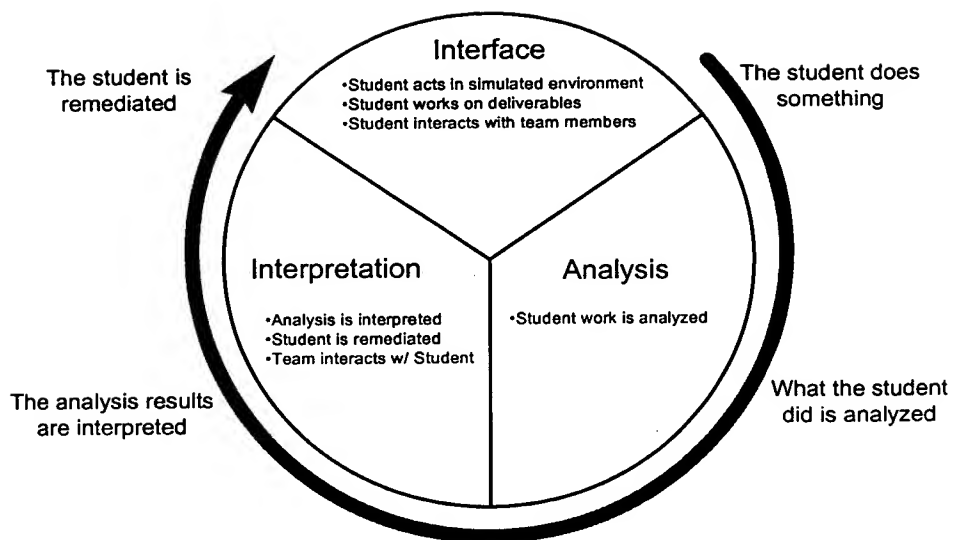 Interface
•Student acts in simulated environment
•Student works on deliverables
•Student interacts with team members
The student is
remediated
The student does
something
Interpretation
•Analysis is interpreted
•Student is remediated
•Team interacts w/ Student
Analysis
•Student work is analyzed
The analysis results
are interpreted
What the student
did is analyzed